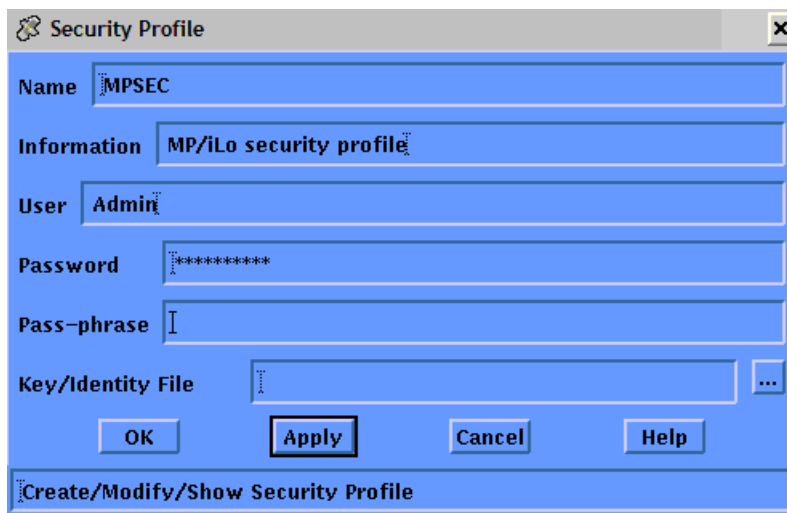 Security Profile
Name MPSEC
Information MP/iLo security profile
User Admin
Password **********
Pass-phrase
Key/Identity File ...
OK Apply Cancel Help
Create/Modify/Show Security Profile